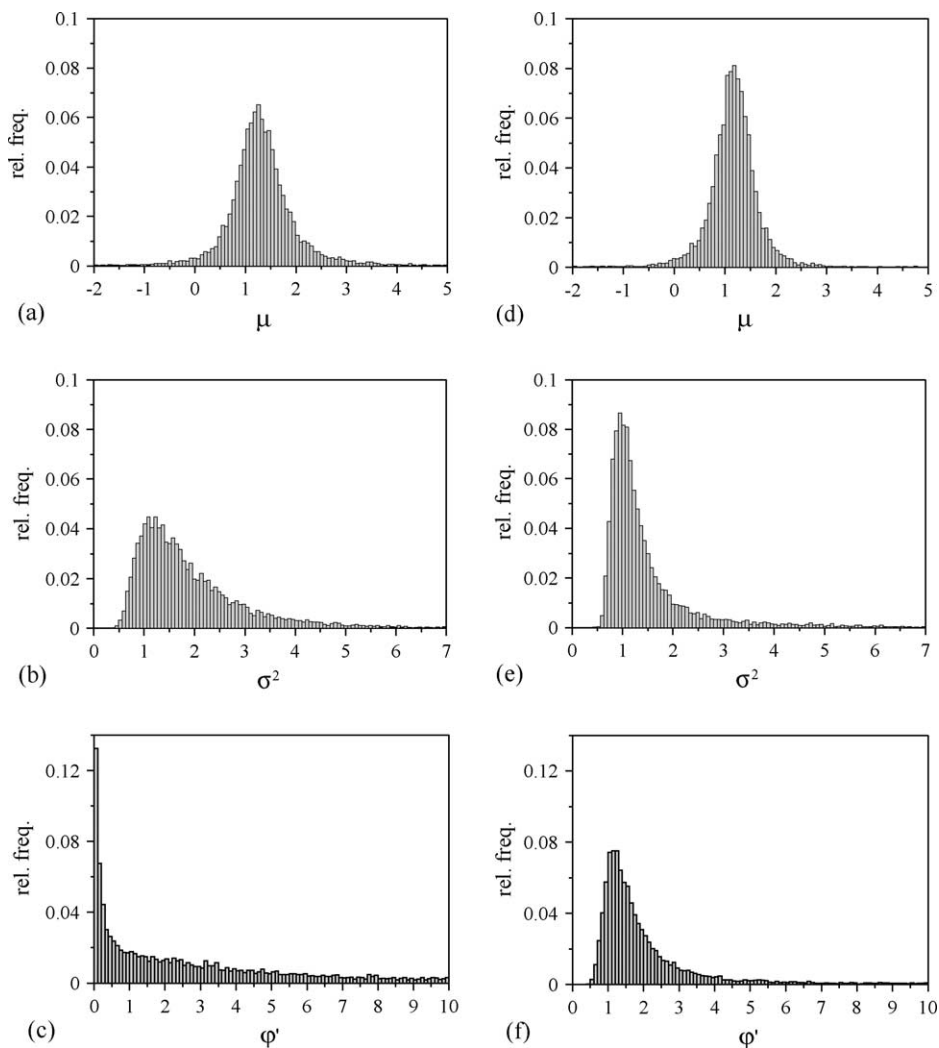 0.1
0.08
0.06
0.04
0.02
0
rel. freq.
-2 -1 0 1 2 3 4 5
(a) μ
0.1
0.08
0.06
0.04
0.02
0
rel. freq.
-2 -1 0 1 2 3 4 5
(d) μ
0.1
0.08
0.06
0.04
0.02
0
rel. freq.
0 1 2 3 4 5 6 7
(b) σ²
0.1
0.08
0.06
0.04
0.02
0
rel. freq.
0 1 2 3 4 5 6 7
(e) σ²
0.12
0.08
0.04
0
rel. freq.
0 1 2 3 4 5 6 7 8 9 10
(c) φ'
0.12
0.08
0.04
0
rel. freq.
0 1 2 3 4 5 6 7 8 9 10
(f) φ'